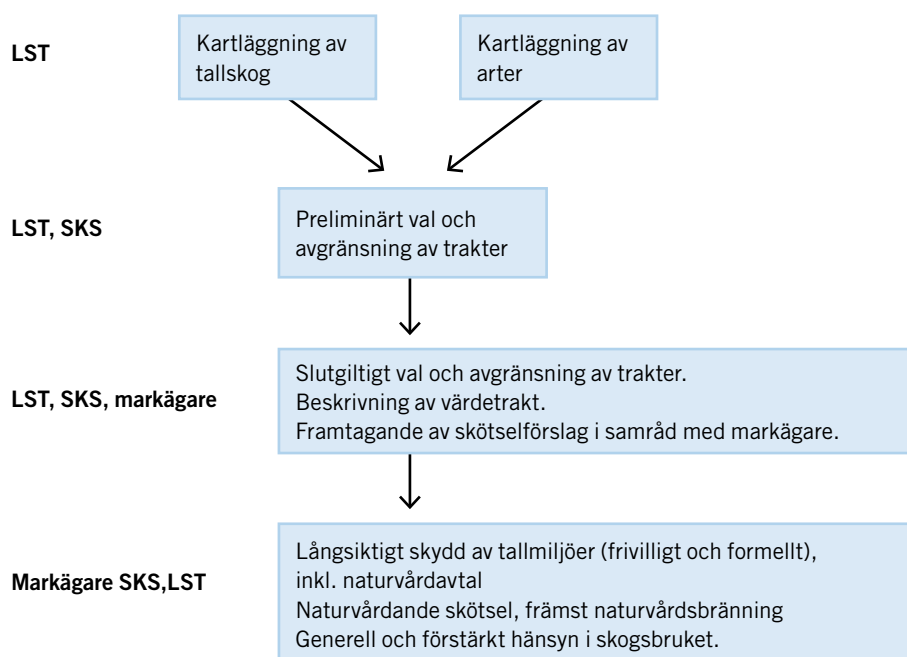 LST
Kartläggning av
tallskog
Kartläggning av
arter
LST, SKS
Preliminärt val och
avgränsning av trakter
LST, SKS, markägare
Slutgiltigt val och avgränsning av trakter.
Beskrivning av värdetrakt.
Framtagande av skötselförslag i samråd med markägare.
Markägare SKS,LST
Långsiktigt skydd av tallmiljöer (frivilligt och formellt),
inkl. naturvårdavtal
Naturvårdande skötsel, främst naturvårdsbränning
Generell och förstärkt hänsyn i skogsbruket.